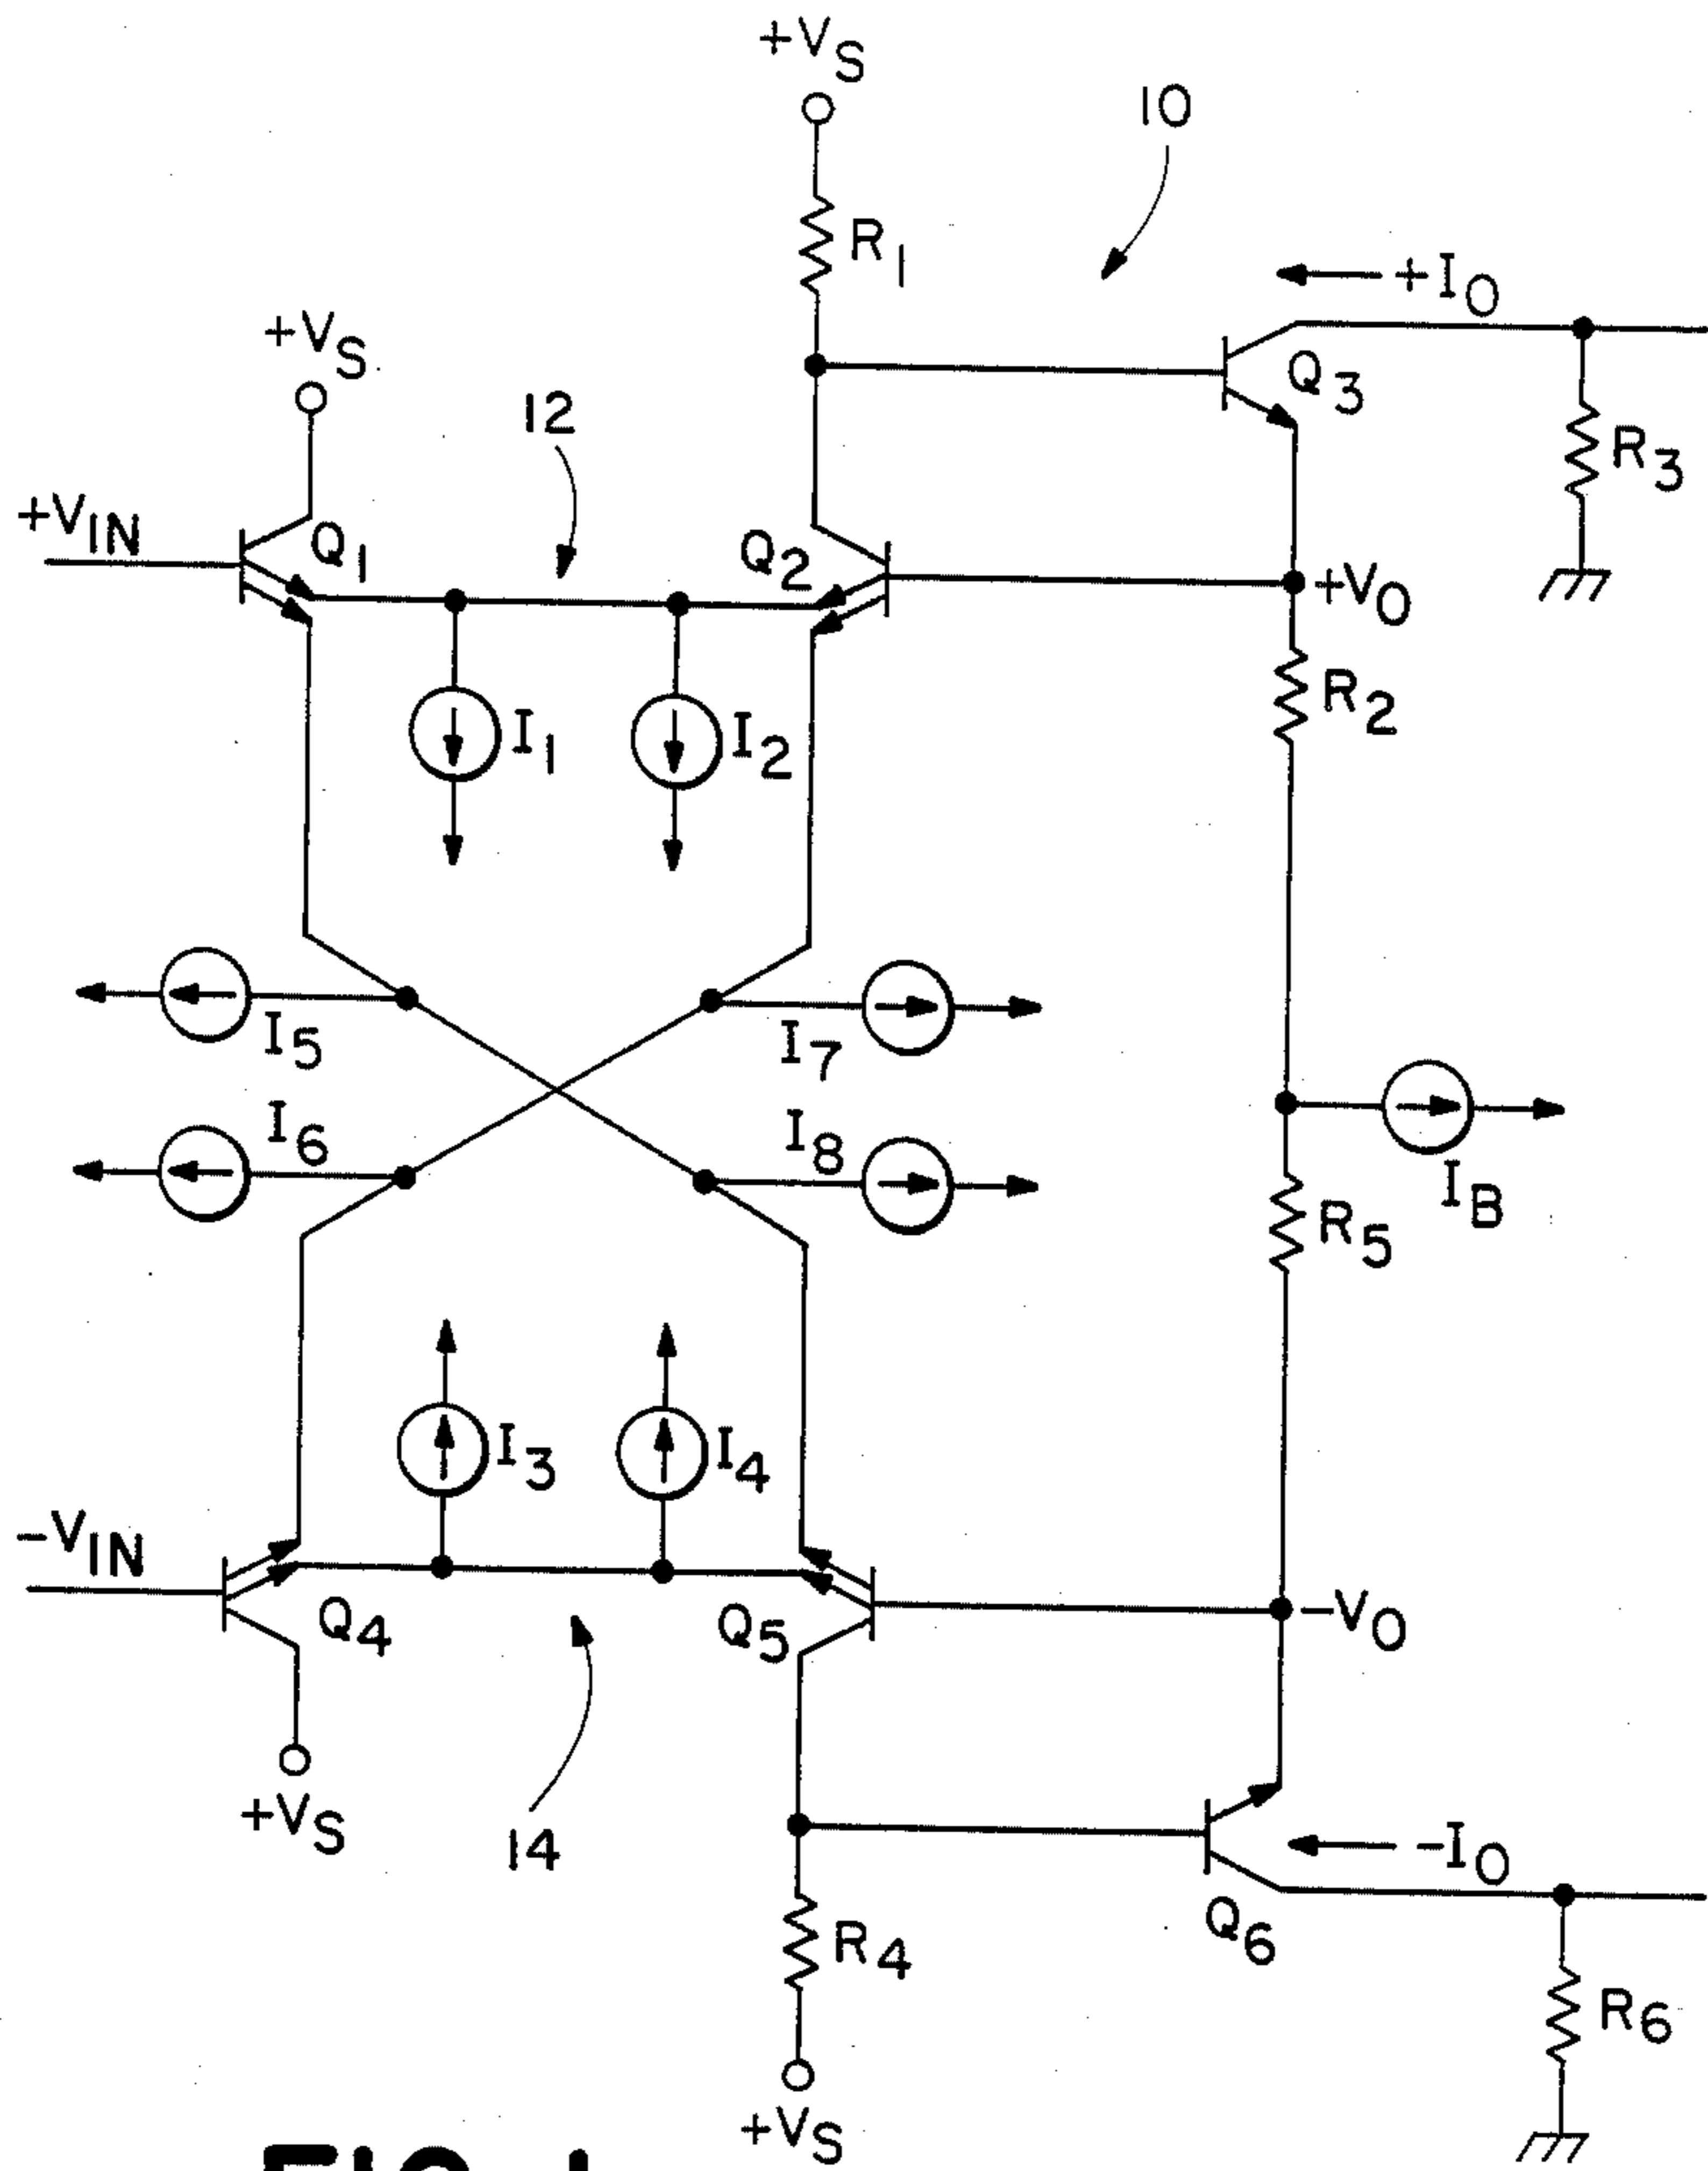 +VS
10
R1
+IO
+VS
Q3
12
R3
+VIN
Q1
Q2
+VO
R2
I1
I2
I5
I7
I6
I8
IB
R5
I3
I4
-VIN
Q4
Q5
-VO
+VS
14
-IO
Q6
R4
R6
+VS